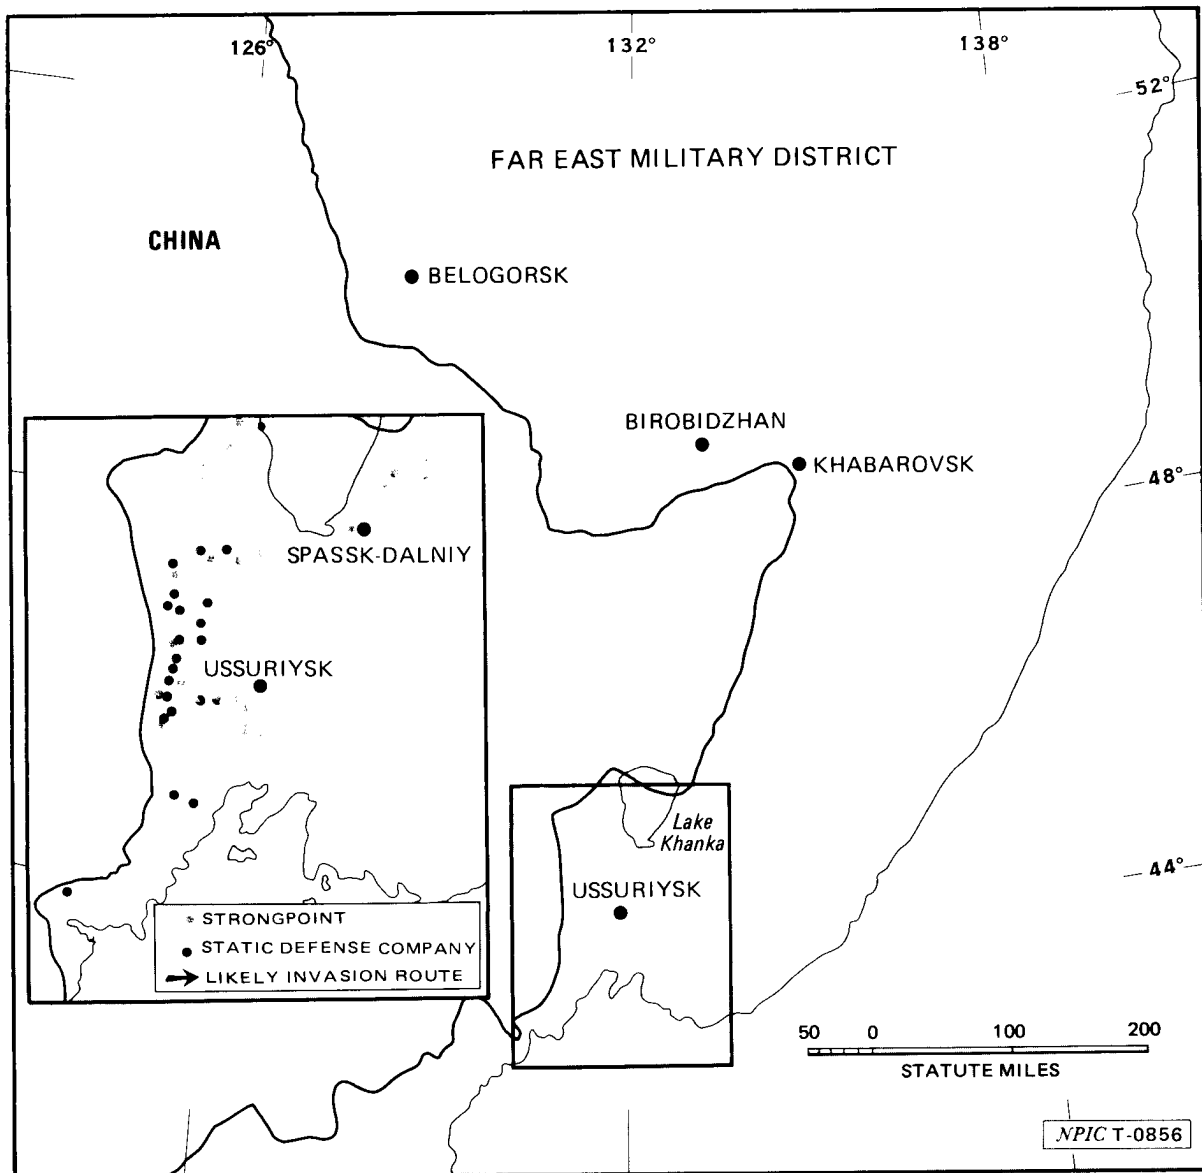 126°
132°
138°
52°
FAR EAST MILITARY DISTRICT
CHINA
BELOGORSK
BIROBIDZHAN
KHABAROVSK
48°
SPASSK-DALNIY
USSURIYSK
Lake
Khanka
44°
USSURIYSK
STRONGPOINT
STATIC DEFENSE COMPANY
LIKELY INVASION ROUTE
50 0 100 200
STATUTE MILES
NPIC T-0856